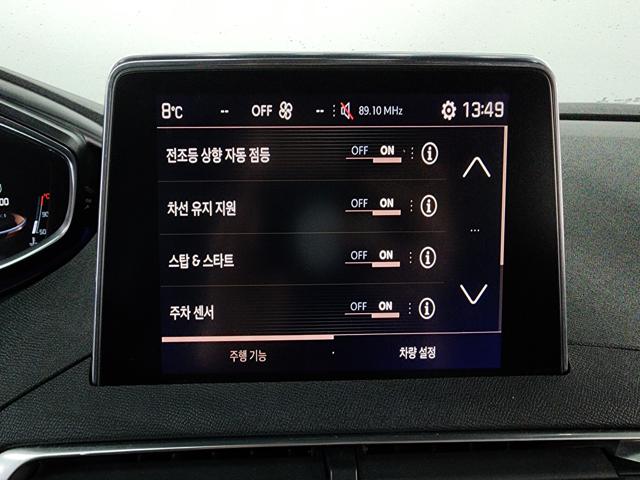 8°C -- OFF -- 89.10 MHz 13:49
전조등 상향 자동 점등 OFF ON
차선 유지 지원 OFF ON
스탑 & 스타트 OFF ON
주차 센서 OFF ON
주행 기능 차량 설정
°C
90
50